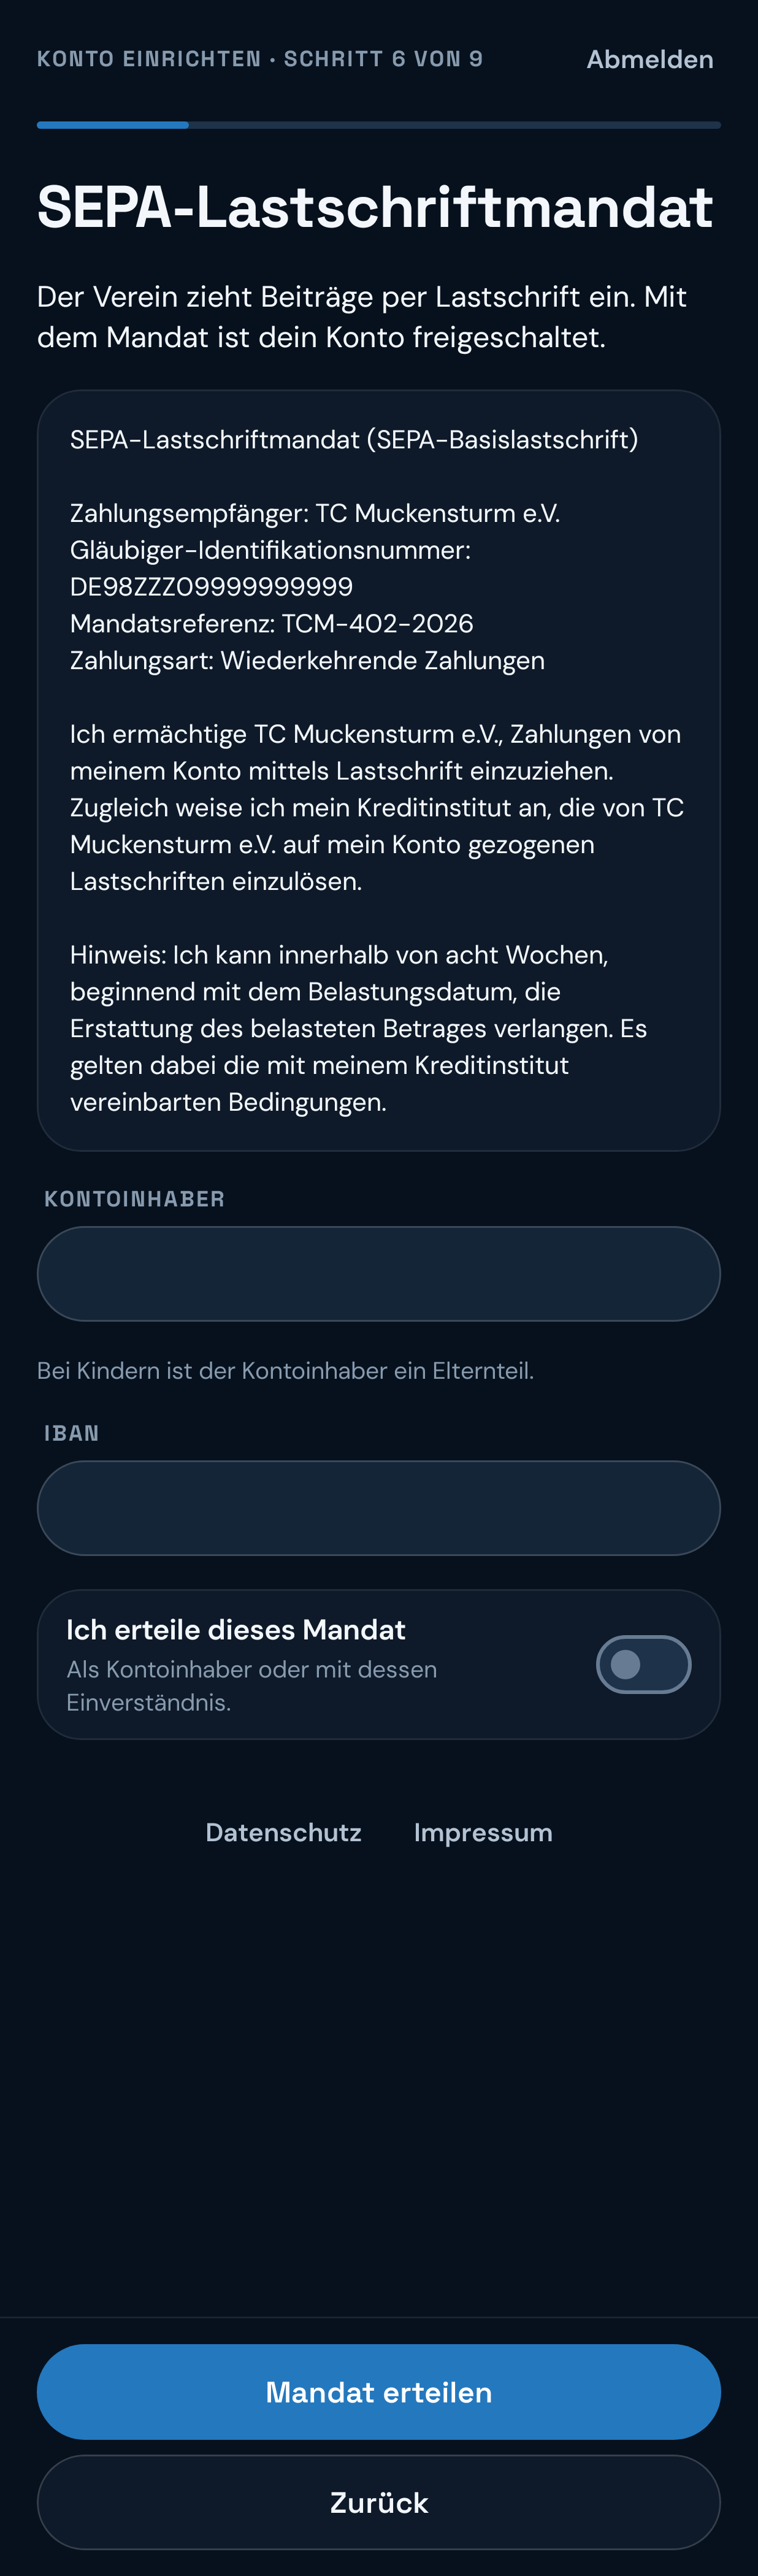 KONTO EINRICHTEN · SCHRITT 6 VON 9
Abmelden
SEPA-Lastschriftmandat
Der Verein zieht Beiträge per Lastschrift ein. Mit
dem Mandat ist dein Konto freigeschaltet.
SEPA-Lastschriftmandat (SEPA-Basislastschrift)
Zahlungsempfänger: TC Muckensturm e.V.
Gläubiger-Identifikationsnummer:
DE98ZZZ09999999999
Mandatsreferenz: TCM-402-2026
Zahlungsart: Wiederkehrende Zahlungen
Ich ermächtige TC Muckensturm e.V., Zahlungen von
meinem Konto mittels Lastschrift einzuziehen.
Zugleich weise ich mein Kreditinstitut an, die von TC
Muckensturm e.V. auf mein Konto gezogenen
Lastschriften einzulösen.
Hinweis: Ich kann innerhalb von acht Wochen,
beginnend mit dem Belastungsdatum, die
Erstattung des belasteten Betrages verlangen. Es
gelten dabei die mit meinem Kreditinstitut
vereinbarten Bedingungen.
KONTOINHABER
Bei Kindern ist der Kontoinhaber ein Elternteil.
IBAN
Ich erteile dieses Mandat
Als Kontoinhaber oder mit dessen
Einverständnis.
Datenschutz
Impressum
Mandat erteilen
Zurück